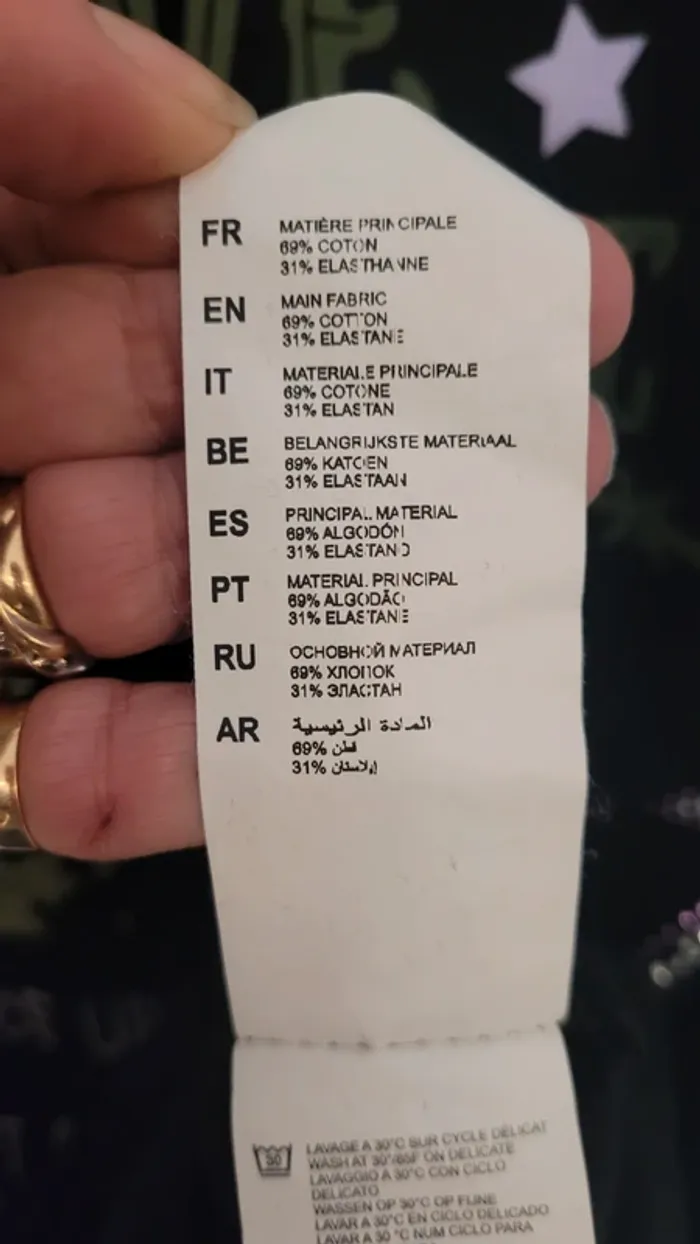 FR
MATIÈRE PRINCIPALE
69% COTON
31% ELASTHANNE
EN
MAIN FABRIC
69% COTTON
31% ELASTANE
IT
MATERIALE PRINCIPALE
69% COTONE
31% ELASTAN
BE
BELANGRIJKSTE MATERIAAL
69% KATOEN
31% ELASTAAN
ES
PRINCIPAL MATERIAL
69% ALGODÓN
31% ELASTANO
PT
MATERIAL PRINCIPAL
69% ALGODÃO
31% ELASTANE
RU
ОСНОВНОЙ МАТЕРИАЛ
69% ХЛОПОК
31% ЭЛАСТАН
AR
المادة الرئيسية
69% قطن
31% إيلاستان
30
LAVAGE A 30°C SUR CYCLE DELICAT
WASH AT 30°/85F ON DELICATE
LAVAGGIO A 30°C CON CICLO
DELICATO
WASSEN OP 30°C OP FIJNE
LAVAR A 30°C EN CICLO DELICADO
LAVAR A 30 °C NUM CICLO PARA